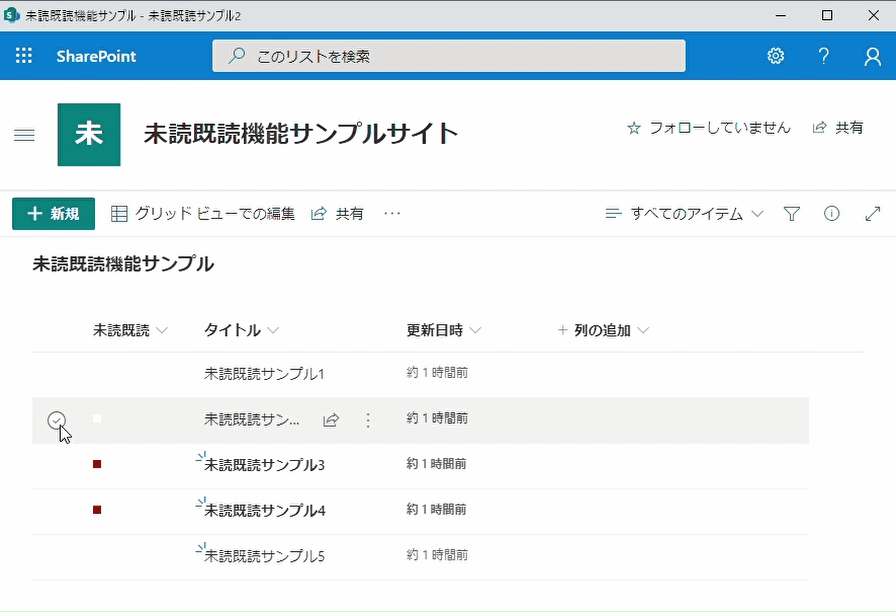 未読既読機能サンプル - 未読既読サンプル2
SharePoint
このリストを検索
未
未読既読機能サンプルサイト
フォローしていません
共有
新規
グリッド ビューでの編集
共有
すべてのアイテム
未読既読機能サンプル
未読既読 タイトル 更新日時 + 列の追加
未読既読サンプル1 約 1 時間前
未読既読サン... 約 1 時間前
未読既読サンプル3 約 1 時間前
未読既読サンプル4 約 1 時間前
未読既読サンプル5 約 1 時間前